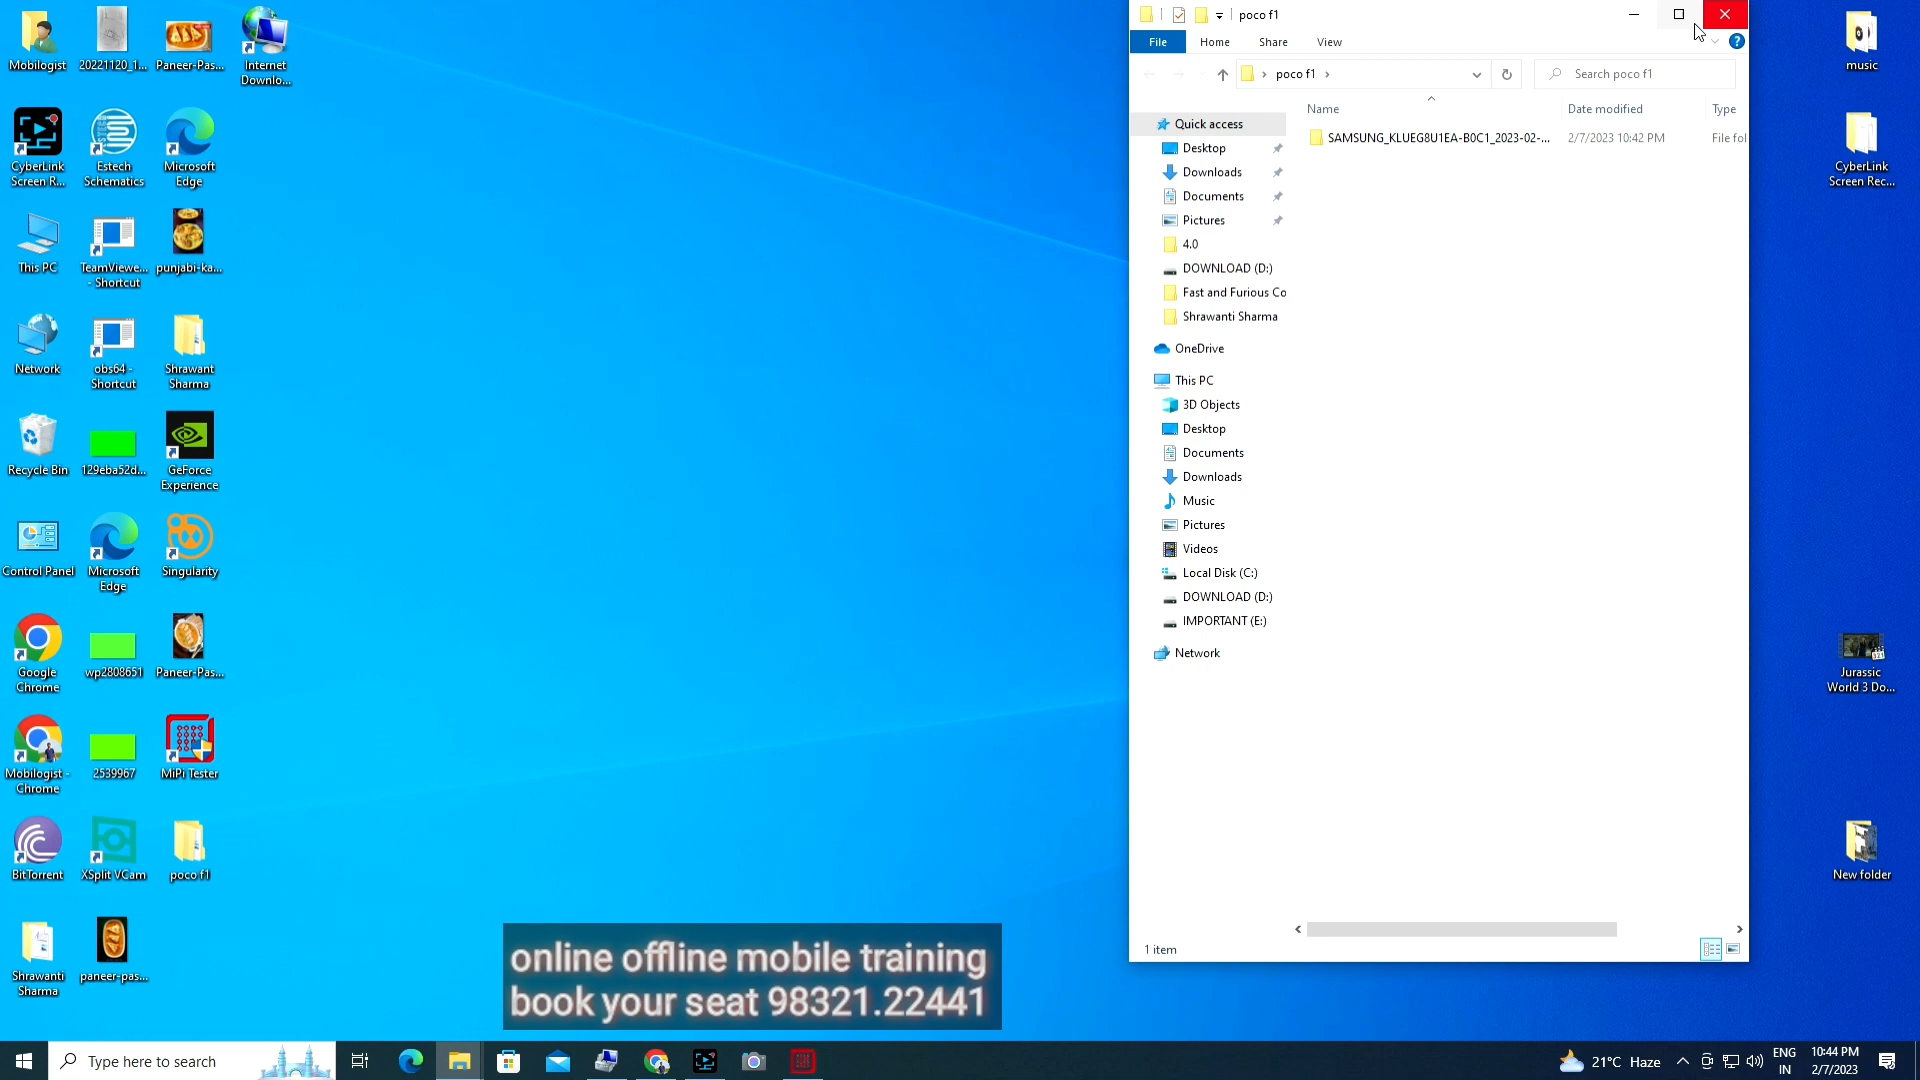 Mobilogist
20221120_1...
Paneer-Pas...
Internet
Downlo...
CyberLink
Screen R...
Estech
Schematics
Microsoft
Edge
This PC
TeamViewe...
- Shortcut
punjabi-ka...
Network
obs64 -
Shortcut
Shrawant
Sharma
Recycle Bin
129eba52d...
GeForce
Experience
Control Panel
Microsoft
Edge
Singularity
Google
Chrome
wp2808651
Paneer-Pas...
Mobilogist -
Chrome
2539967
MiPi Tester
BitTorrent
XSplit VCam
poco f1
Shrawanti
Sharma
paneer-pas...
poco f1
File
Home
Share
View
poco f1
Search poco f1
Name
Date modified
Type
SAMSUNG_KLUEG8U1EA-B0C1_2023-02-...
2/7/2023 10:42 PM
File fol
Quick access
Desktop
Downloads
Documents
Pictures
4.0
DOWNLOAD (D:)
Fast and Furious Co
Shrawanti Sharma
OneDrive
This PC
3D Objects
Desktop
Documents
Downloads
Music
Pictures
Videos
Local Disk (C:)
DOWNLOAD (D:)
IMPORTANT (E:)
Network
1 item
music
CyberLink
Screen Rec...
Jurassic
World 3 Do...
New folder
online offline mobile training
book your seat 98321.22441
Type here to search
21°C Haze
ENG
IN
10:44 PM
2/7/2023